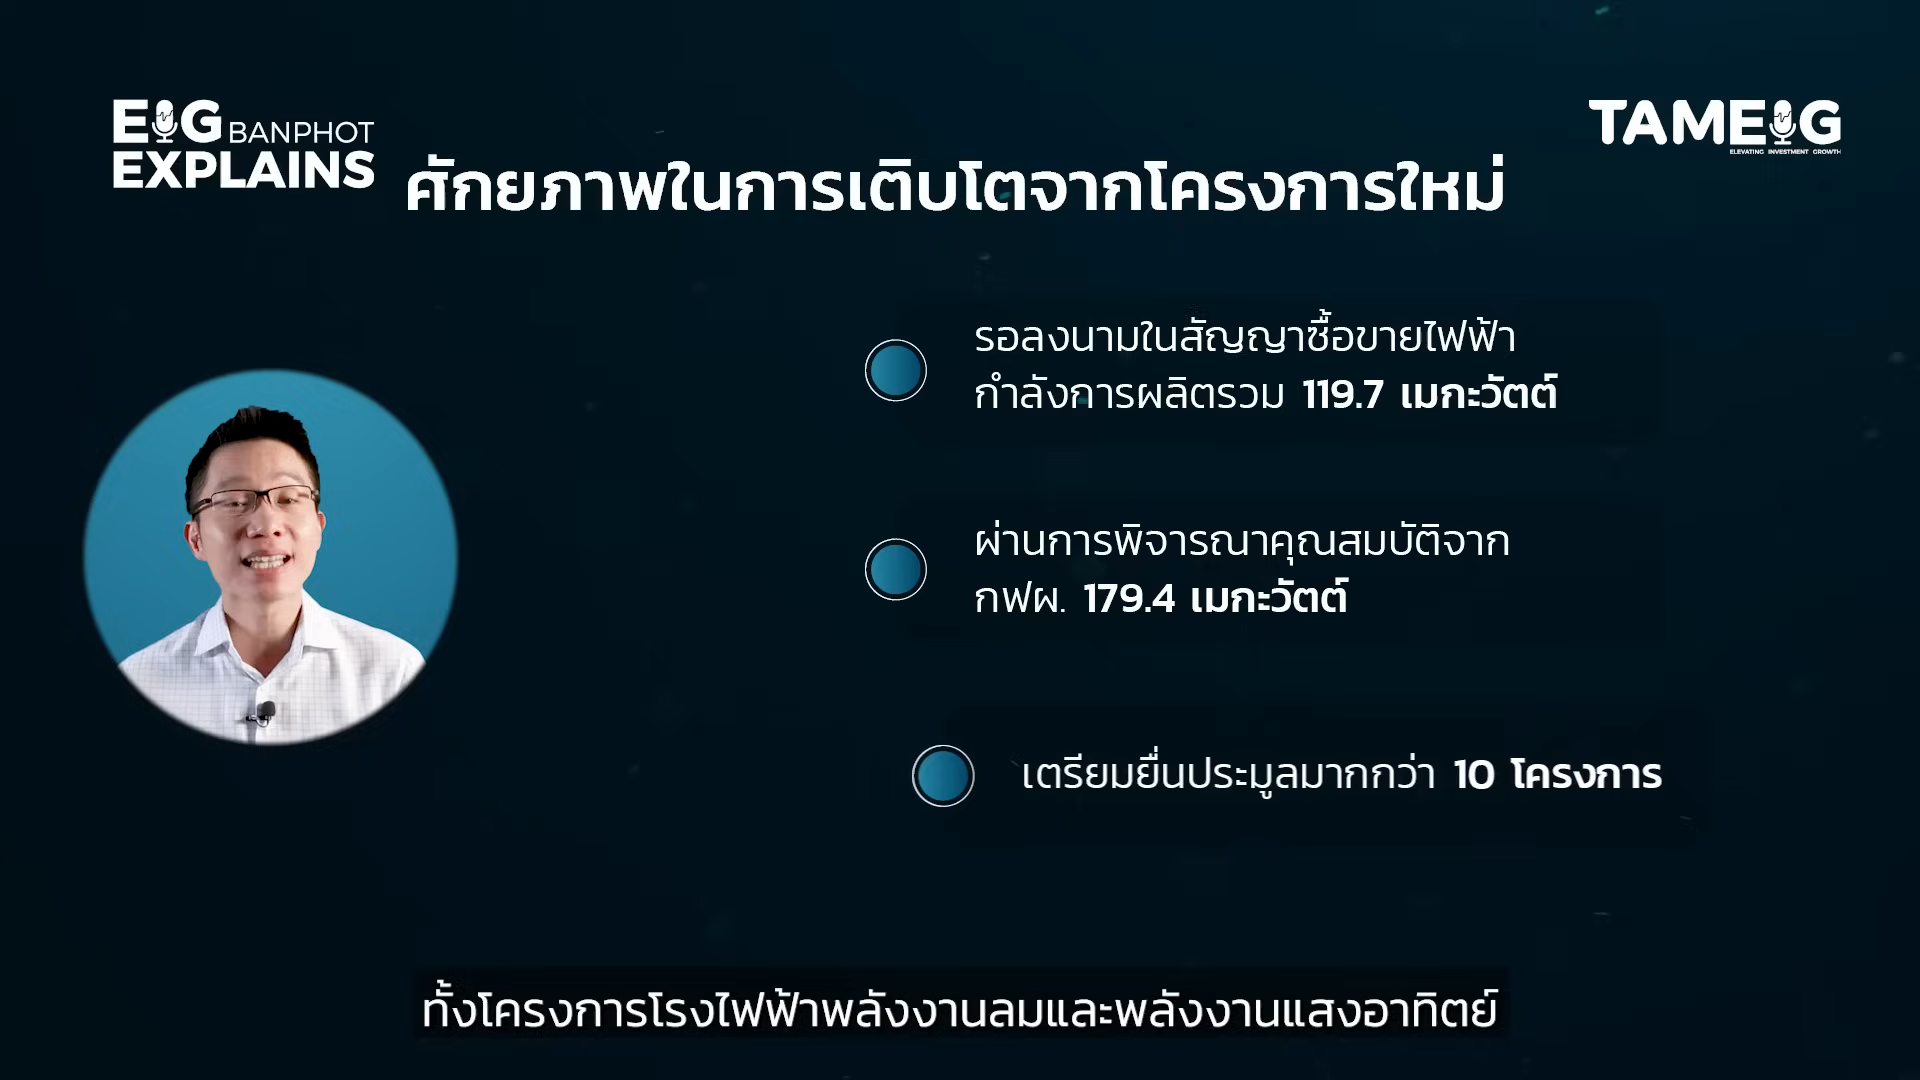 EIG BANPHOT
EXPLAINS
TAMEIG
ELEVATING INVESTMENT GROWTH
ศักยภาพในการเติบโตจากโครงการใหม่
รอลงนามในสัญญาซื้อขายไฟฟ้า
กำลังการผลิตรวม 119.7 เมกะวัตต์
ผ่านการพิจารณาคุณสมบัติจาก
กฟผ. 179.4 เมกะวัตต์
เตรียมยื่นประมูลมากกว่า 10 โครงการ
ทั้งโครงการโรงไฟฟ้าพลังงานลมและพลังงานแสงอาทิตย์